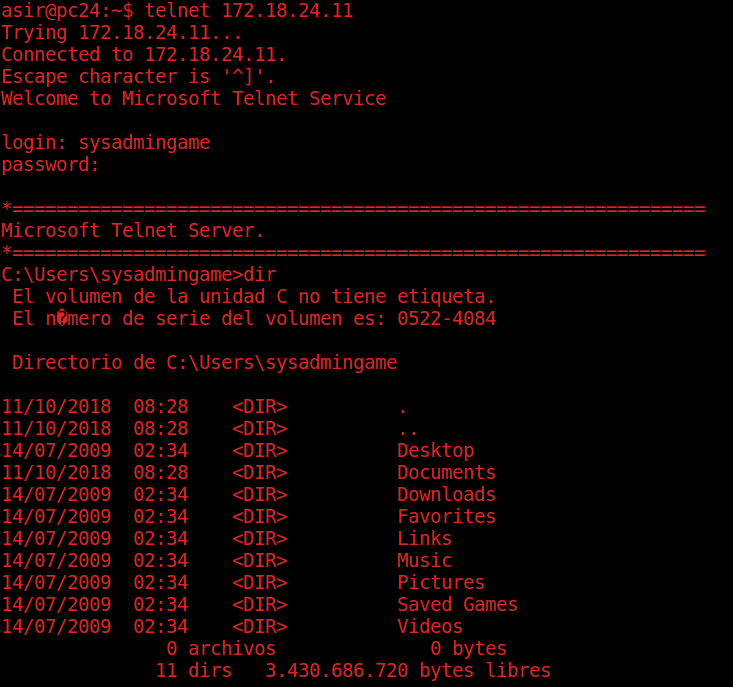 asir@pc24:~$ telnet 172.18.24.11
Trying 172.18.24.11...
Connected to 172.18.24.11.
Escape character is '^]'.
Welcome to Microsoft Telnet Service
login: sysadmingame
password:
*===============================================================
Microsoft Telnet Server.
*===============================================================
C:\Users\sysadmingame>dir
 El volumen de la unidad C no tiene etiqueta.
 El n�mero de serie del volumen es: 0522-4084
 Directorio de C:\Users\sysadmingame
11/10/2018  08:28    <DIR>          .
11/10/2018  08:28    <DIR>          ..
14/07/2009  02:34    <DIR>          Desktop
11/10/2018  08:28    <DIR>          Documents
14/07/2009  02:34    <DIR>          Downloads
14/07/2009  02:34    <DIR>          Favorites
14/07/2009  02:34    <DIR>          Links
14/07/2009  02:34    <DIR>          Music
14/07/2009  02:34    <DIR>          Pictures
14/07/2009  02:34    <DIR>          Saved Games
14/07/2009  02:34    <DIR>          Videos
               0 archivos              0 bytes
              11 dirs   3.430.686.720 bytes libres